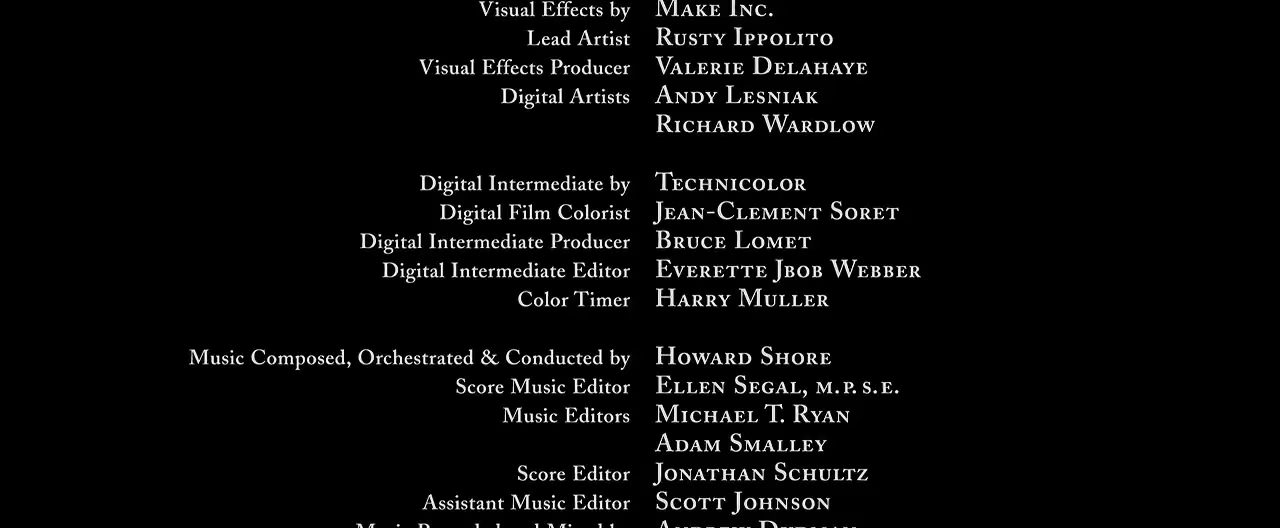 Visual Effects by MAKE INC.
Lead Artist RUSTY IPPOLITO
Visual Effects Producer VALERIE DELAHAYE
Digital Artists ANDY LESNIAK
RICHARD WARDLOW
Digital Intermediate by TECHNICOLOR
Digital Film Colorist JEAN-CLEMENT SORET
Digital Intermediate Producer BRUCE LOMET
Digital Intermediate Editor EVERETTE JBOB WEBBER
Color Timer HARRY MULLER
Music Composed, Orchestrated & Conducted by HOWARD SHORE
Score Music Editor ELLEN SEGAL, M.P.S.E.
Music Editors MICHAEL T. RYAN
ADAM SMALLEY
Score Editor JONATHAN SCHULTZ
Assistant Music Editor SCOTT JOHNSON